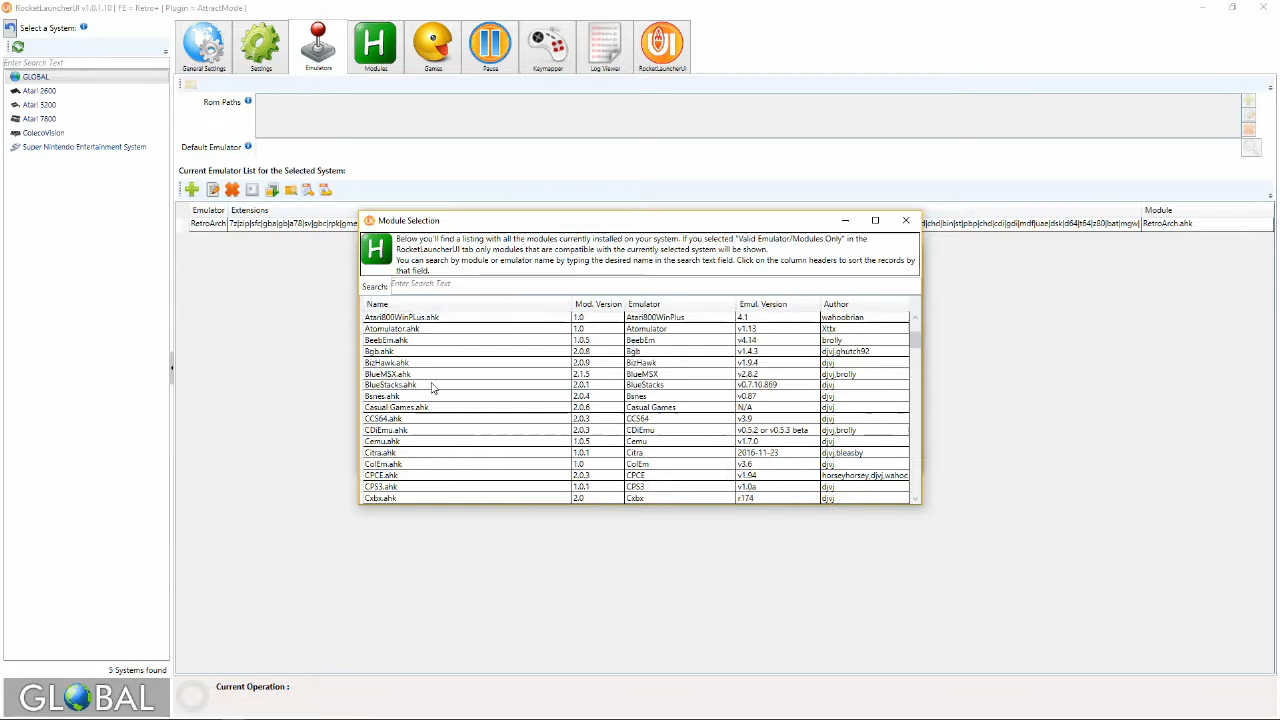 RocketLauncherUI v1.0.1.10 | FE = Retro+ | Plugin = AttractMode |
Select a System:
Enter Search Text
GLOBAL
Atari 2600
Atari 5200
Atari 7800
ColecoVision
Super Nintendo Entertainment System
5 Systems found
GLOBAL
General Settings
Settings
Emulators
Modules
Games
Pause
Keymapper
Log Viewer
RocketLauncherUI
Rom Paths
Default Emulator
Current Emulator List for the Selected System:
Emulator Extensions Module
RetroArch 7z|zip|sfc|gba|gb|a78|sv|gbc|rpk|gme RetroArch.ahk
Module Selection
Below you'll find a listing with all the modules currently installed on your system. If you selected "Valid Emulator/Modules Only" in the
RocketLauncherUI tab only modules that are compatible with the currently selected system will be shown.
You can search by module or emulator name by typing the desired name in the search text field. Click on the column headers to sort the records by
that field.
Search: Enter Search Text
Name Mod. Version Emulator Emul. Version Author
Atari800WinPLus.ahk 1.0 Atari800WinPlus 4.1 wahoobrian
Atomulator.ahk 1.0 Atomulator v1.13 Xttx
BeebEm.ahk 1.0.5 BeebEm v4.14 brolly
Bgb.ahk 2.0.8 Bgb v1.4.3 djvj,ghutch92
BizHawk.ahk 2.0.9 BizHawk v1.9.4 djvj
BlueMSX.ahk 2.1.5 BlueMSX v2.8.2 djvj,brolly
BlueStacks.ahk 2.0.1 BlueStacks v0.7.10.869 djvj
Bsnes.ahk 2.0.4 Bsnes v0.87 djvj
Casual Games.ahk 2.0.6 Casual Games N/A djvj
CCS64.ahk 2.0.3 CCS64 v3.9 djvj
CDiEmu.ahk 2.0.3 CDiEmu v0.5.2 or v0.5.3 beta djvj,brolly
Cemu.ahk 1.0.5 Cemu v1.7.0 djvj
Citra.ahk 1.0.1 Citra 2016-11-23 djvj,bleasby
ColEm.ahk 1.0 ColEm v3.6 djvj
CPCE.ahk 2.0.3 CPCE v1.94 horseyhorsey,djvj,wahoc
CPS3.ahk 1.0.1 CPS3 v1.0a djvj
Cxbx.ahk 2.0 Cxbx r174 djvj
Current Operation :